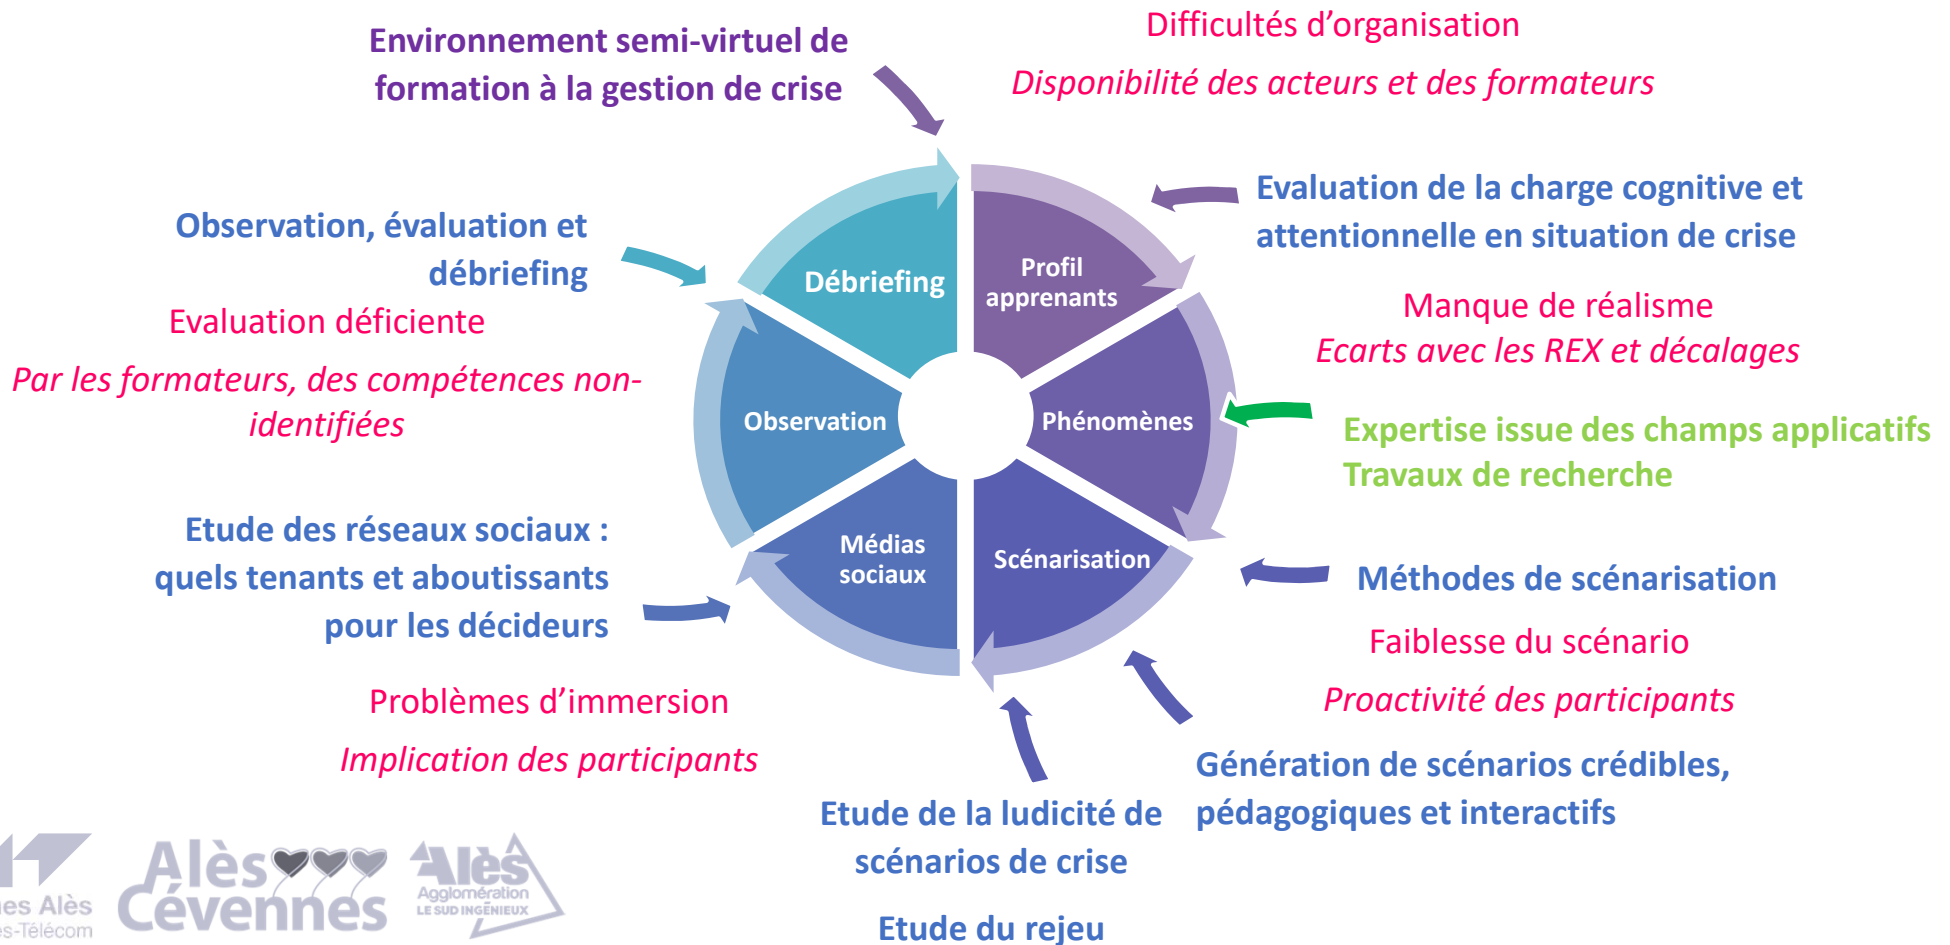 Environnement semi-virtuel de
formation à la gestion de crise
Difficultés d'organisation
Disponibilité des acteurs et des formateurs
Observation, évaluation et
débriefing
Evaluation déficiente
Par les formateurs, des compétences non-
identifiées
Evaluation de la charge cognitive et
attentionnelle en situation de crise
Manque de réalisme
Ecarts avec les REX et décalages
Expertise issue des champs applicatifs
Travaux de recherche
Débriefing
Profil
apprenants
Observation
Phénomènes
Médias
sociaux
Scénarisation
Etude des réseaux sociaux :
quels tenants et aboutissants
pour les décideurs
Problèmes d'immersion
Implication des participants
Méthodes de scénarisation
Faiblesse du scénario
Proactivité des participants
Génération de scénarios crédibles,
pédagogiques et interactifs
Etude de la ludicité de
scénarios de crise
Etude du rejeu
es Alès
s-Télécom
Alès
Cévennes
Alès
Agglomération
LE SUD INGÉNIEUX